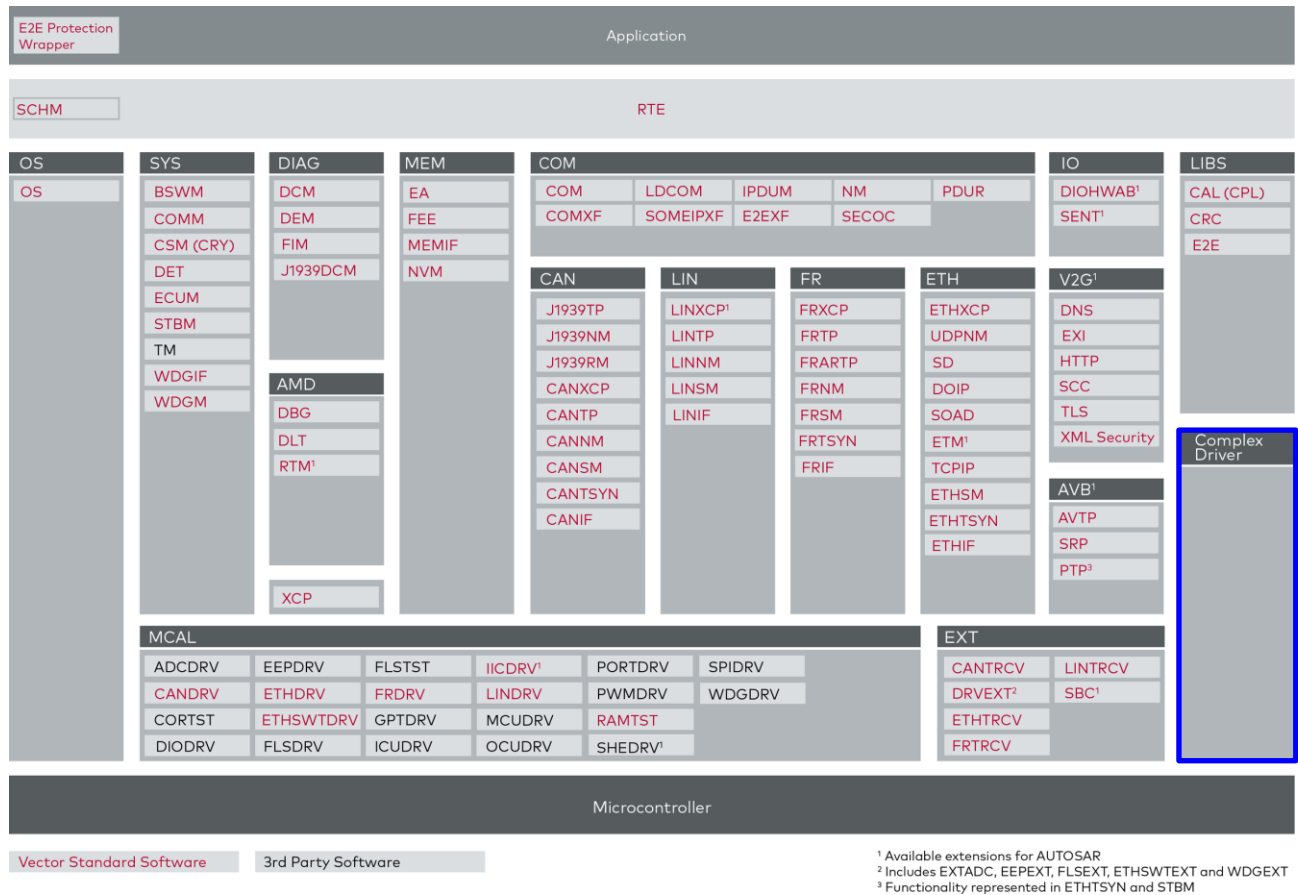 E2E Protection
Wrapper
Application
SCHM
RTE
OS
OS
SYS
BSWM
COMM
CSM (CRY)
DET
ECUM
STBM
TM
WDGIF
WDGM
DIAG
DCM
DEM
FIM
J1939DCM
AMD
DBG
DLT
RTM¹
XCP
MEM
EA
FEE
MEMIF
NVM
COM
COM LDCOM IPDUM NM PDUR
COMXF SOMEIPXF E2EXF SECOC
CAN
J1939TP
J1939NM
J1939RM
CANXCP
CANTP
CANNM
CANSM
CANTSYN
CANIF
LIN
LINXCP¹
LINTP
LINNM
LINSM
LINIF
FR
FRXCP
FRTP
FRARTP
FRNM
FRSM
FRTSYN
FRIF
ETH
ETHXCP
UDPNM
SD
DOIP
SOAD
ETM¹
TCPIP
ETHSM
ETHTSYN
ETHIF
IO
DIOHWAB¹
SENT¹
V2G¹
DNS
EXI
HTTP
SCC
TLS
XML Security
AVB¹
AVTP
SRP
PTP³
LIBS
CAL (CPL)
CRC
E2E
Complex
Driver
MCAL
ADCDRV EEPDRV FLSTST IICDRV¹ PORTDRV SPIDRV
CANDRV ETHDRV FRDRV LINDRV PWMDRV WDGDRV
CORTST ETHSWTDRV GPTDRV MCUDRV RAMTST
DIODRV FLSDRV ICUDRV OCUDRV SHEDRV¹
EXT
CANTRCV LINTRCV
DRVEXT² SBC¹
ETHTRCV
FRTRCV
Microcontroller
Vector Standard Software
3rd Party Software
¹ Available extensions for AUTOSAR
² Includes EXTADC, EEPEXT, FLSEXT, ETHSWTEXT and WDGEXT
³ Functionality represented in ETHTSYN and STBM